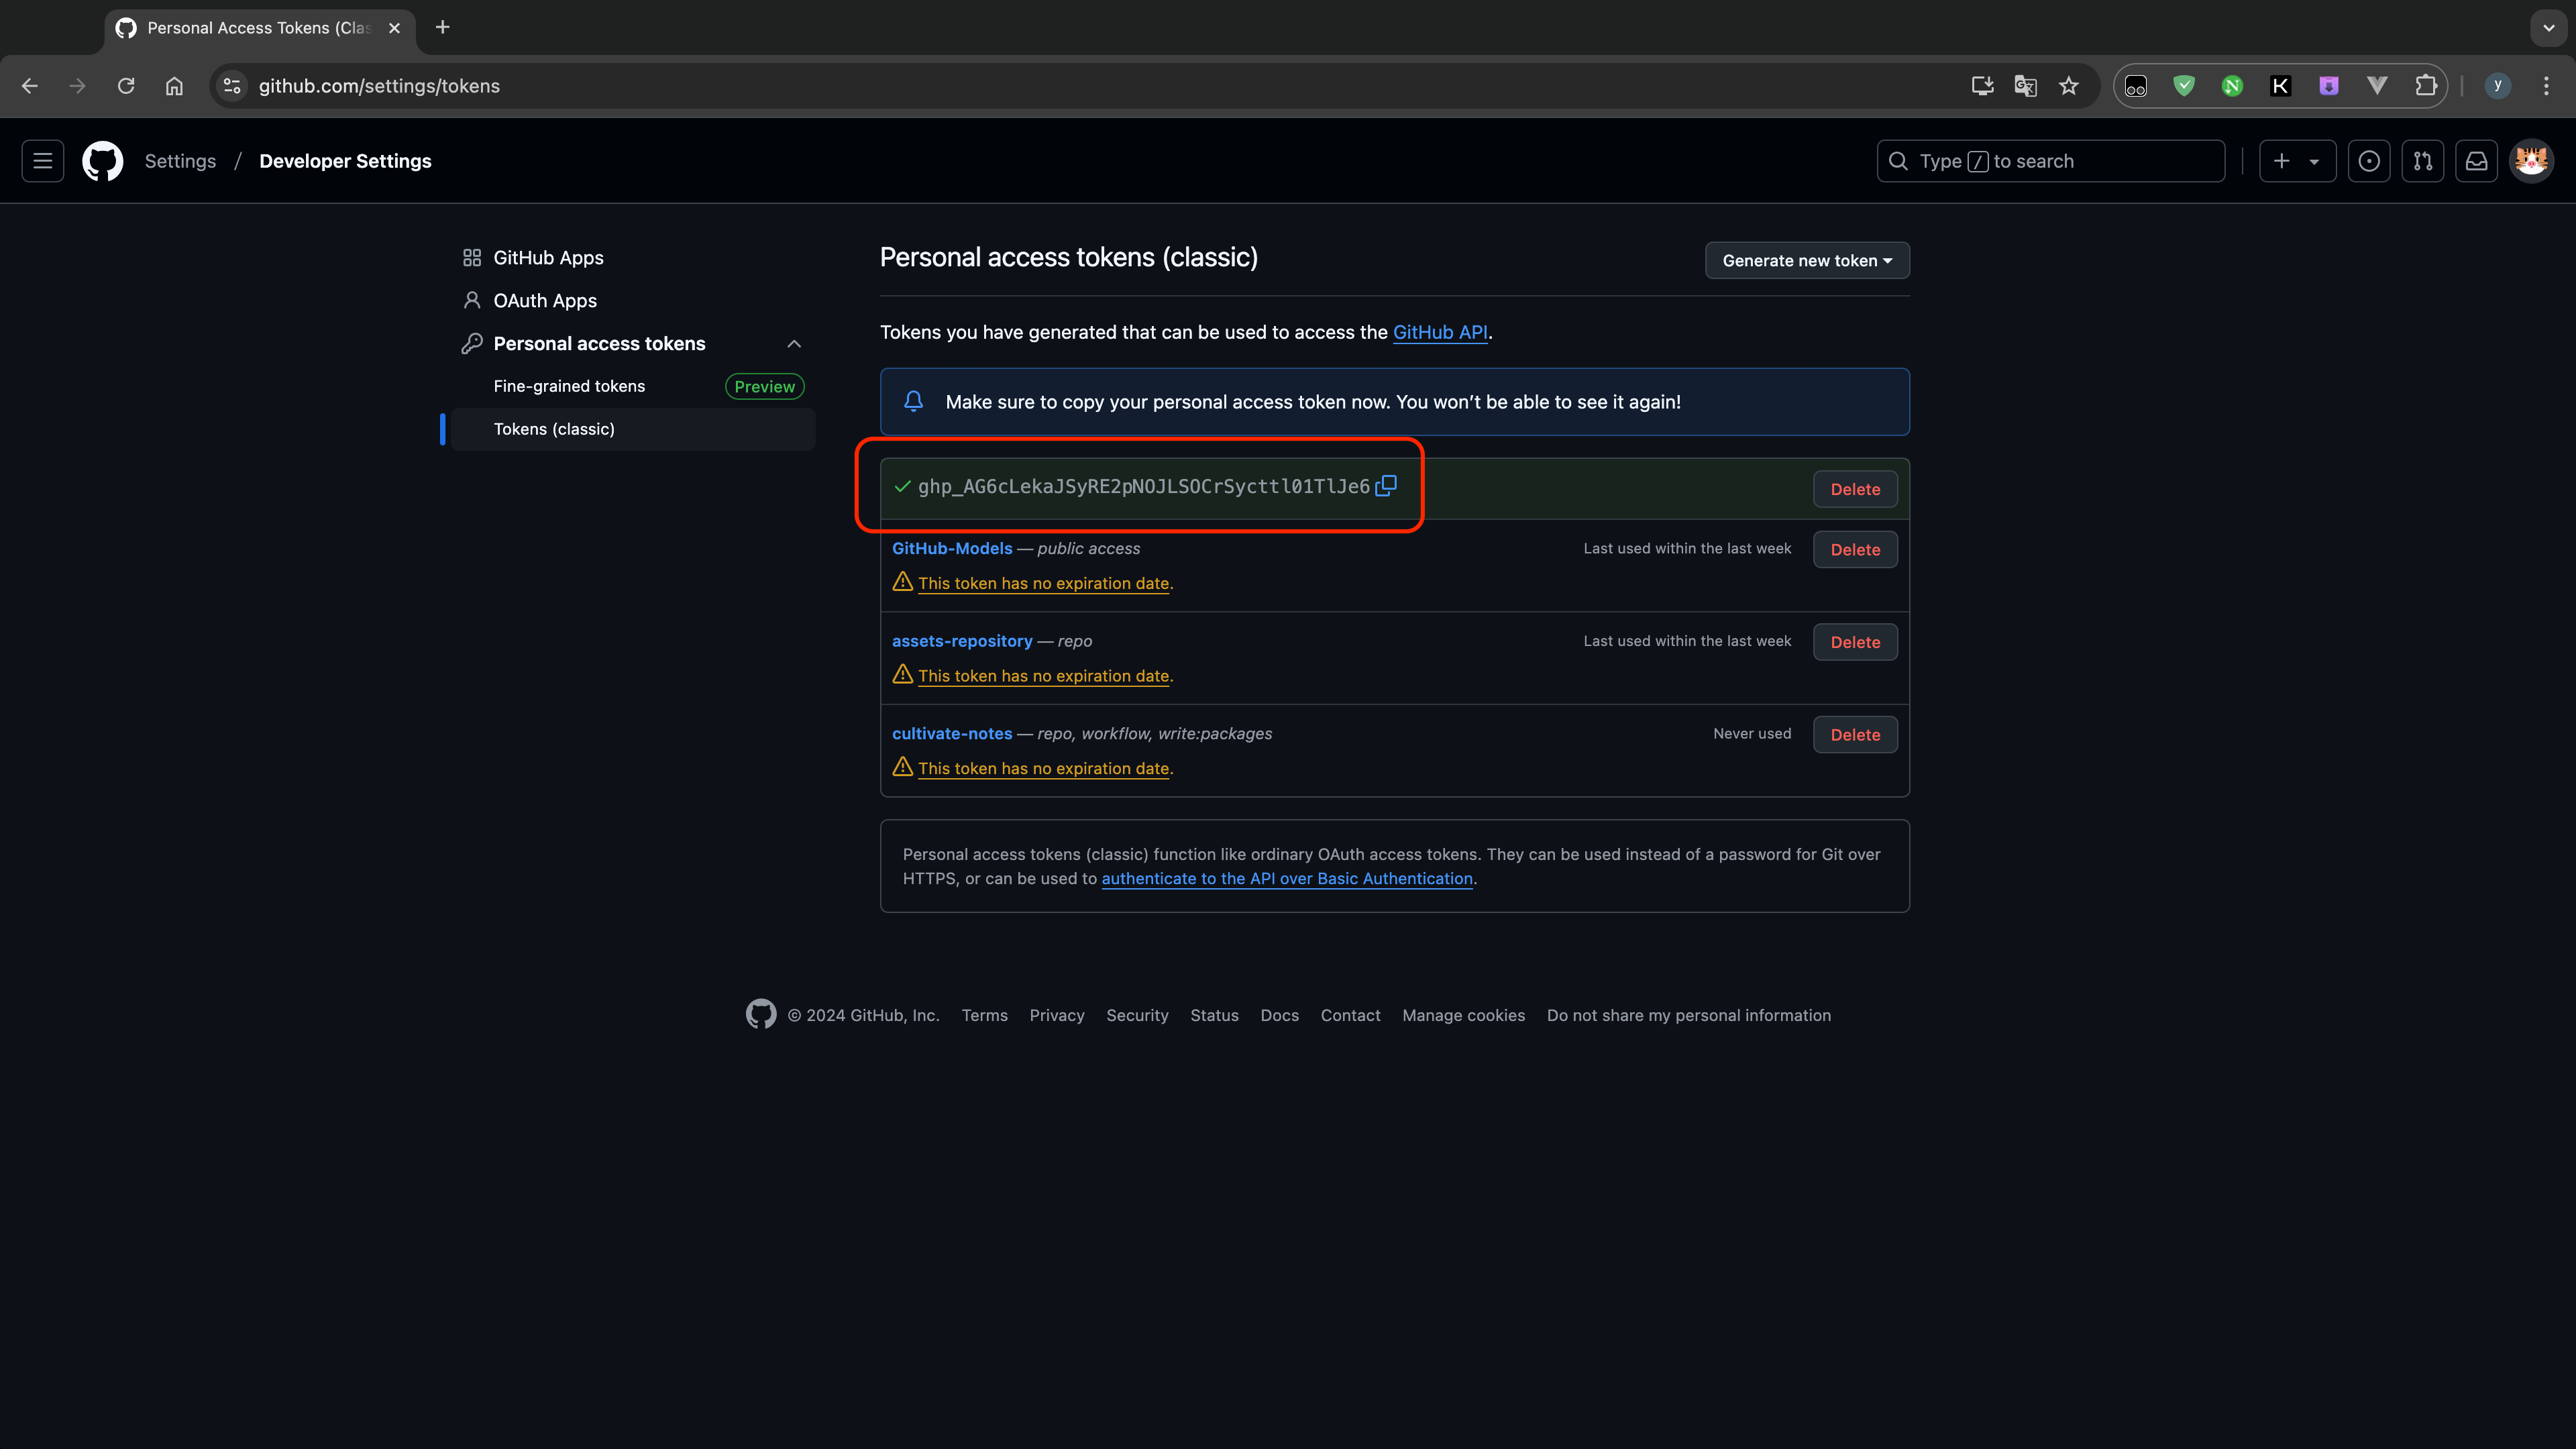 Personal Access Tokens (Clas
github.com/settings/tokens
y
Settings / Developer Settings
Type / to search
GitHub Apps
OAuth Apps
Personal access tokens
Fine-grained tokens Preview
Tokens (classic)
Personal access tokens (classic)
Generate new token
Tokens you have generated that can be used to access the GitHub API.
Make sure to copy your personal access token now. You won’t be able to see it again!
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 Delete
GitHub-Models — public access Last used within the last week Delete
This token has no expiration date.
assets-repository — repo Last used within the last week Delete
This token has no expiration date.
cultivate-notes — repo, workflow, write:packages Never used Delete
This token has no expiration date.
Personal access tokens (classic) function like ordinary OAuth access tokens. They can be used instead of a password for Git over
HTTPS, or can be used to authenticate to the API over Basic Authentication.
© 2024 GitHub, Inc. Terms Privacy Security Status Docs Contact Manage cookies Do not share my personal information